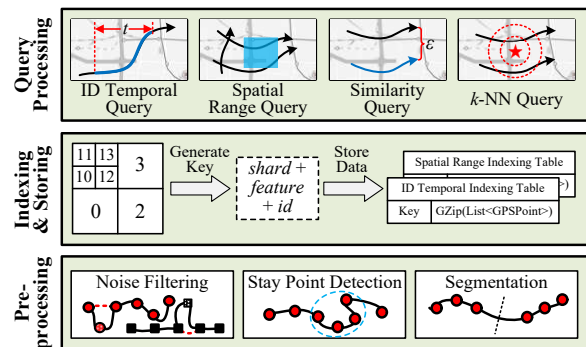 Query
Processing
t
ε
ID Temporal
Query
Spatial
Range Query
Similarity
Query
k-NN Query
Indexing
& Storing
11 13
10 12
3
0 2
Generate
Key
shard +
feature
+ id
Store
Data
Spatial Range Indexing Table
>)
ID Temporal Indexing Table
Key GZip(List<GPSPoint>)
Pre-
processing
Noise Filtering
Stay Point Detection
Segmentation